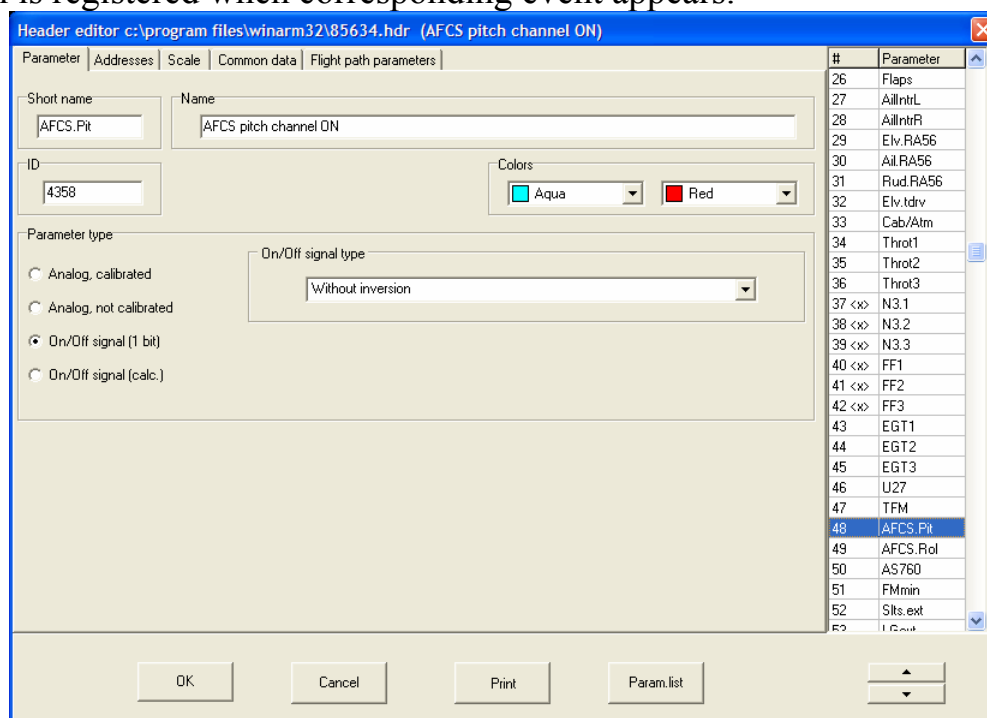 is registered when corresponding event appears.
Header editor c:\program files\winarm32\85634.hdr (AFCS pitch channel ON)
Parameter Addresses Scale Common data Flight path parameters
Short name Name
AFCS.Pit AFCS pitch channel ON
ID Colors
4358 Aqua Red
Parameter type
On/Off signal type
Analog, calibrated
Without inversion
Analog, not calibrated
On/Off signal (1 bit)
On/Off signal (calc.)
# Parameter
26 Flaps
27 AilIntrL
28 AilIntrR
29 Elv.RA56
30 Ail.RA56
31 Rud.RA56
32 Elv.tdrv
33 Cab/Atm
34 Throt1
35 Throt2
36 Throt3
37 <x> N3.1
38 <x> N3.2
39 <x> N3.3
40 <x> FF1
41 <x> FF2
42 <x> FF3
43 EGT1
44 EGT2
45 EGT3
46 U27
47 TFM
48 AFCS.Pit
49 AFCS.Rol
50 AS760
51 FMmin
52 Slts.ext
OK Cancel Print Param.list